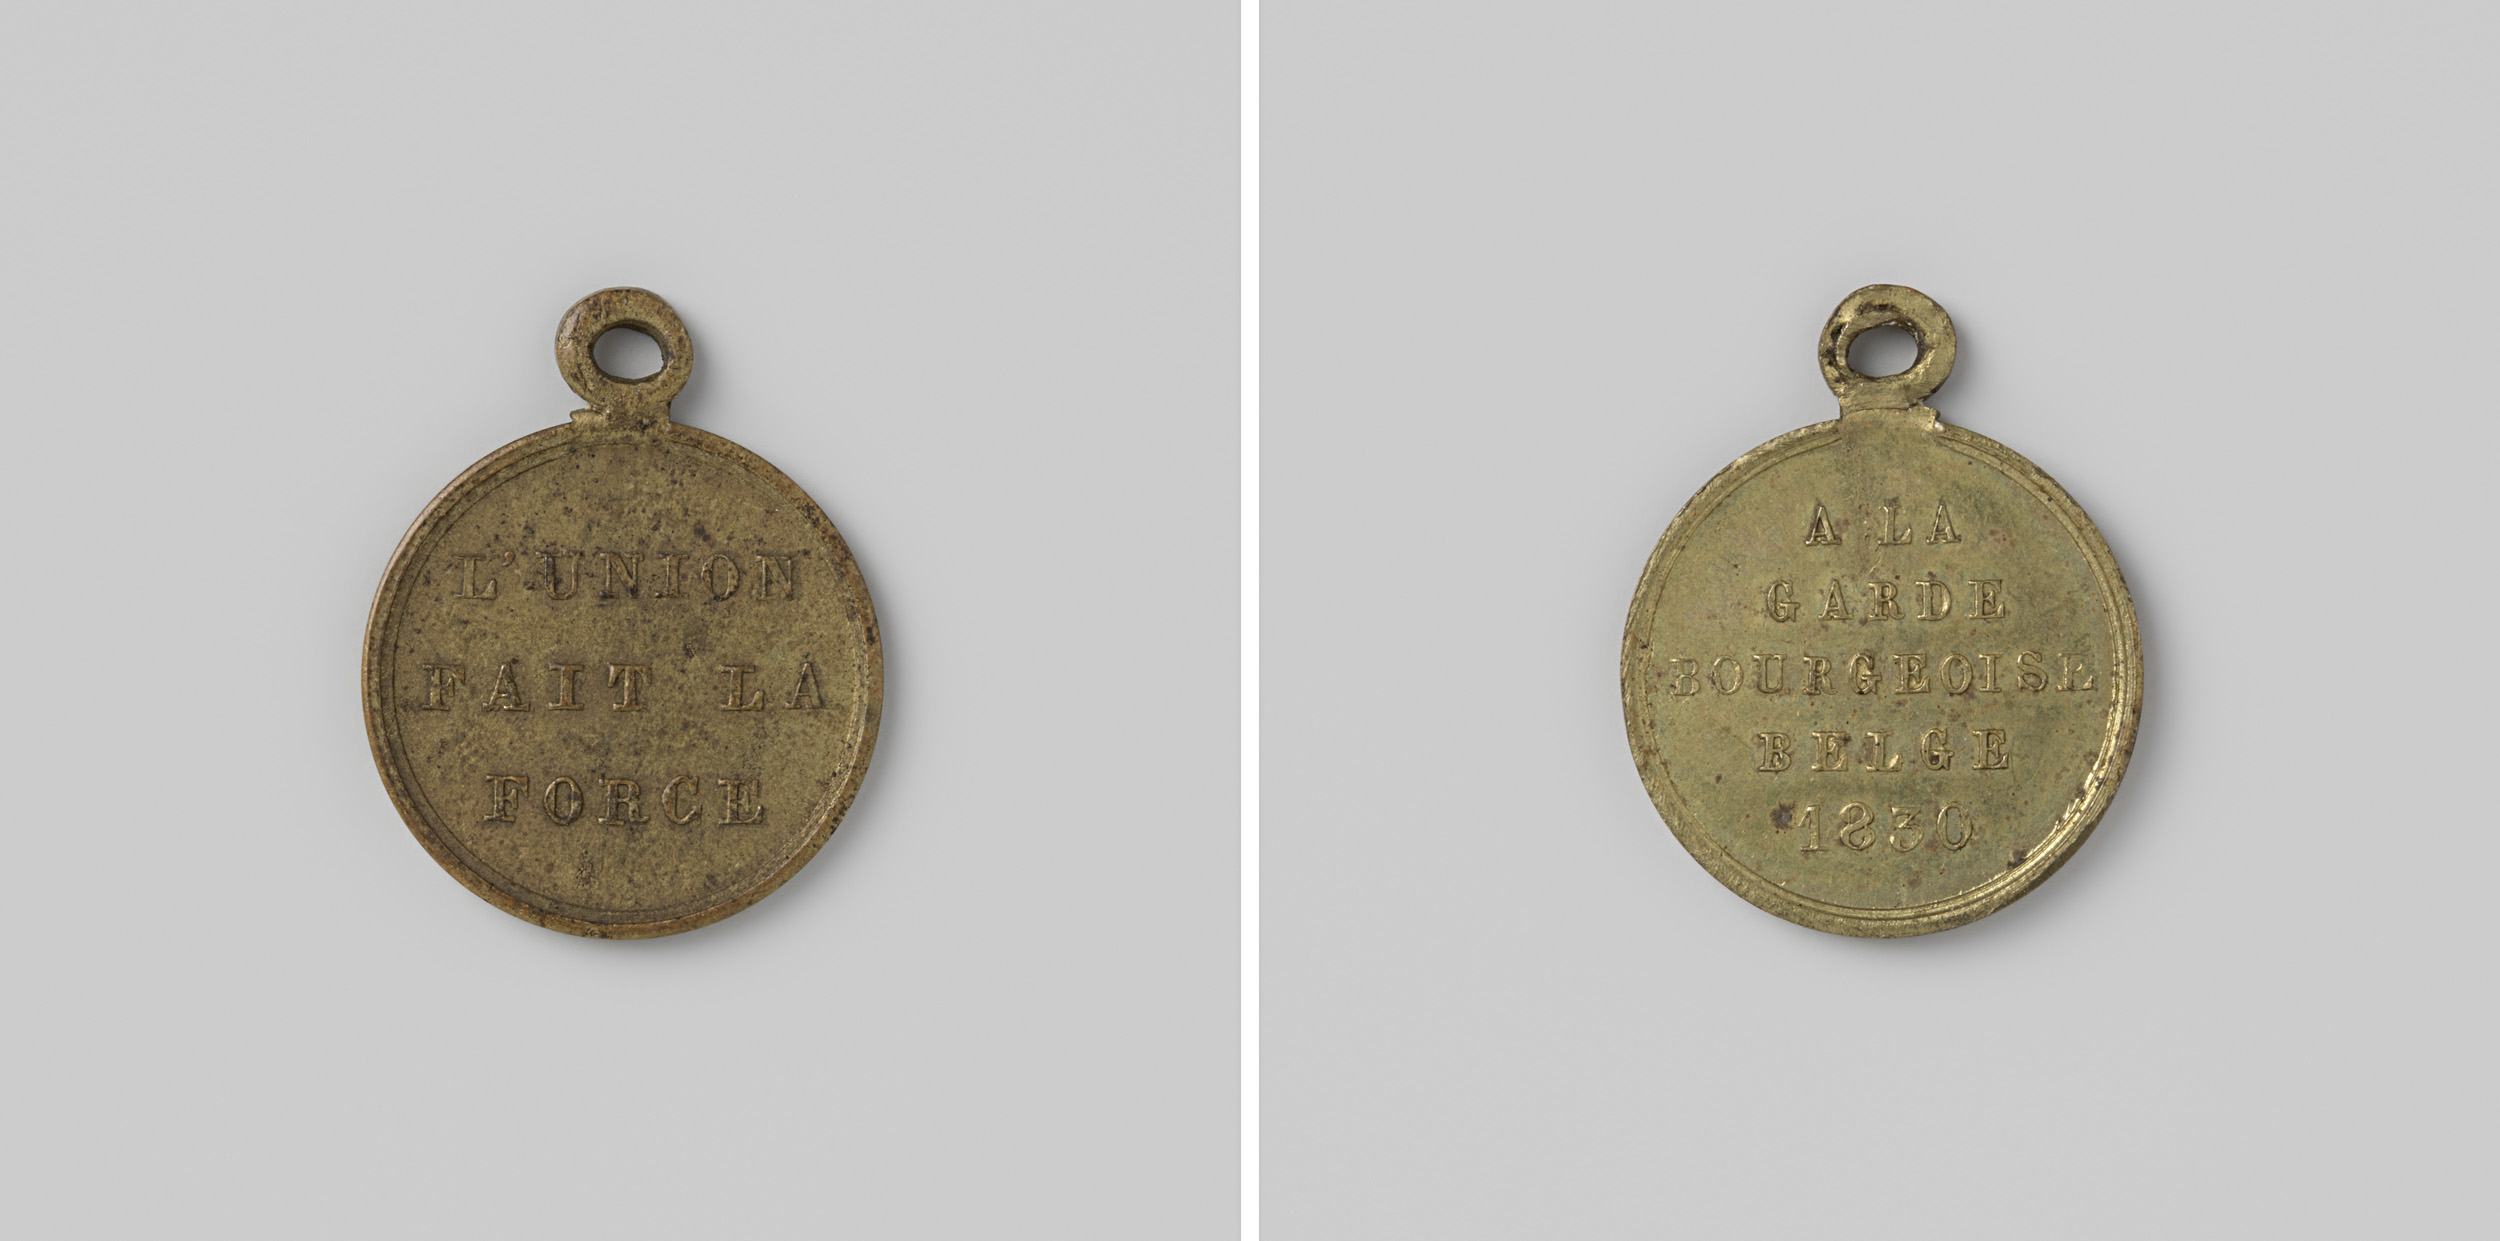 L'UNION
FAIT LA
FORCE
A LA
GARDE
BOURGEOISE
BELGE
1830